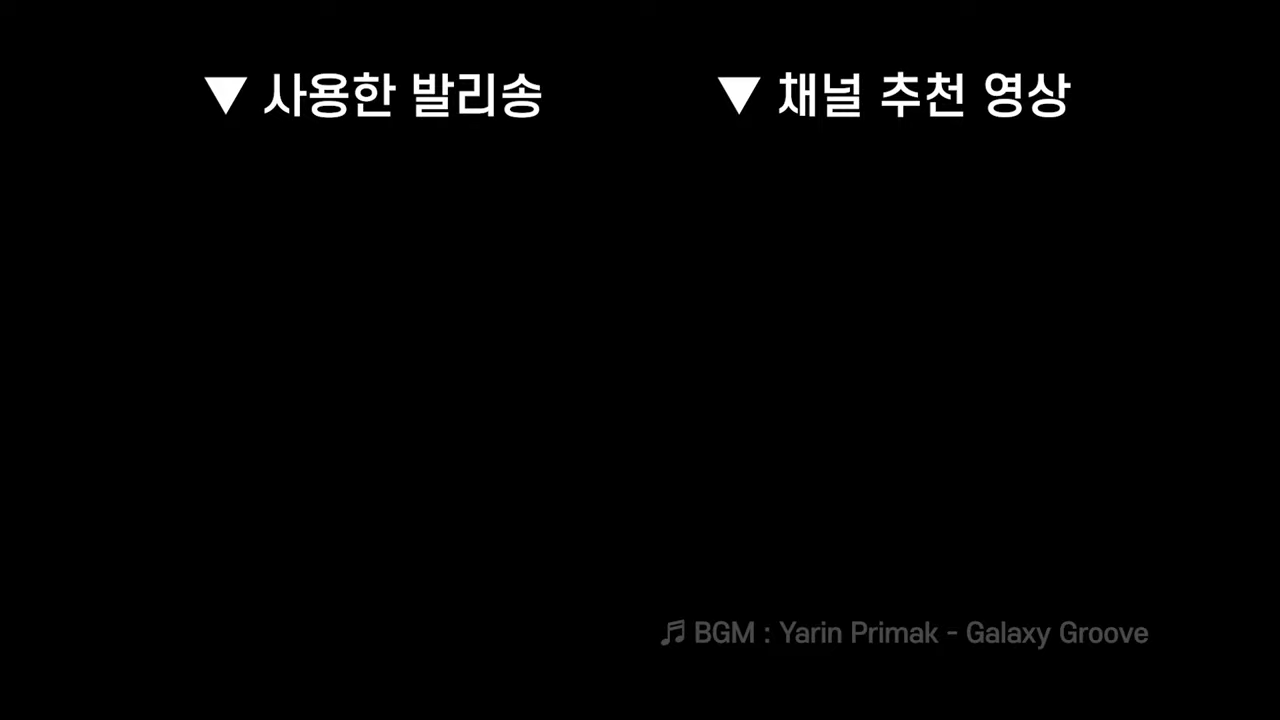 ▼ 사용한 발리송
▼ 채널 추천 영상
♬ BGM : Yarin Primak - Galaxy Groove